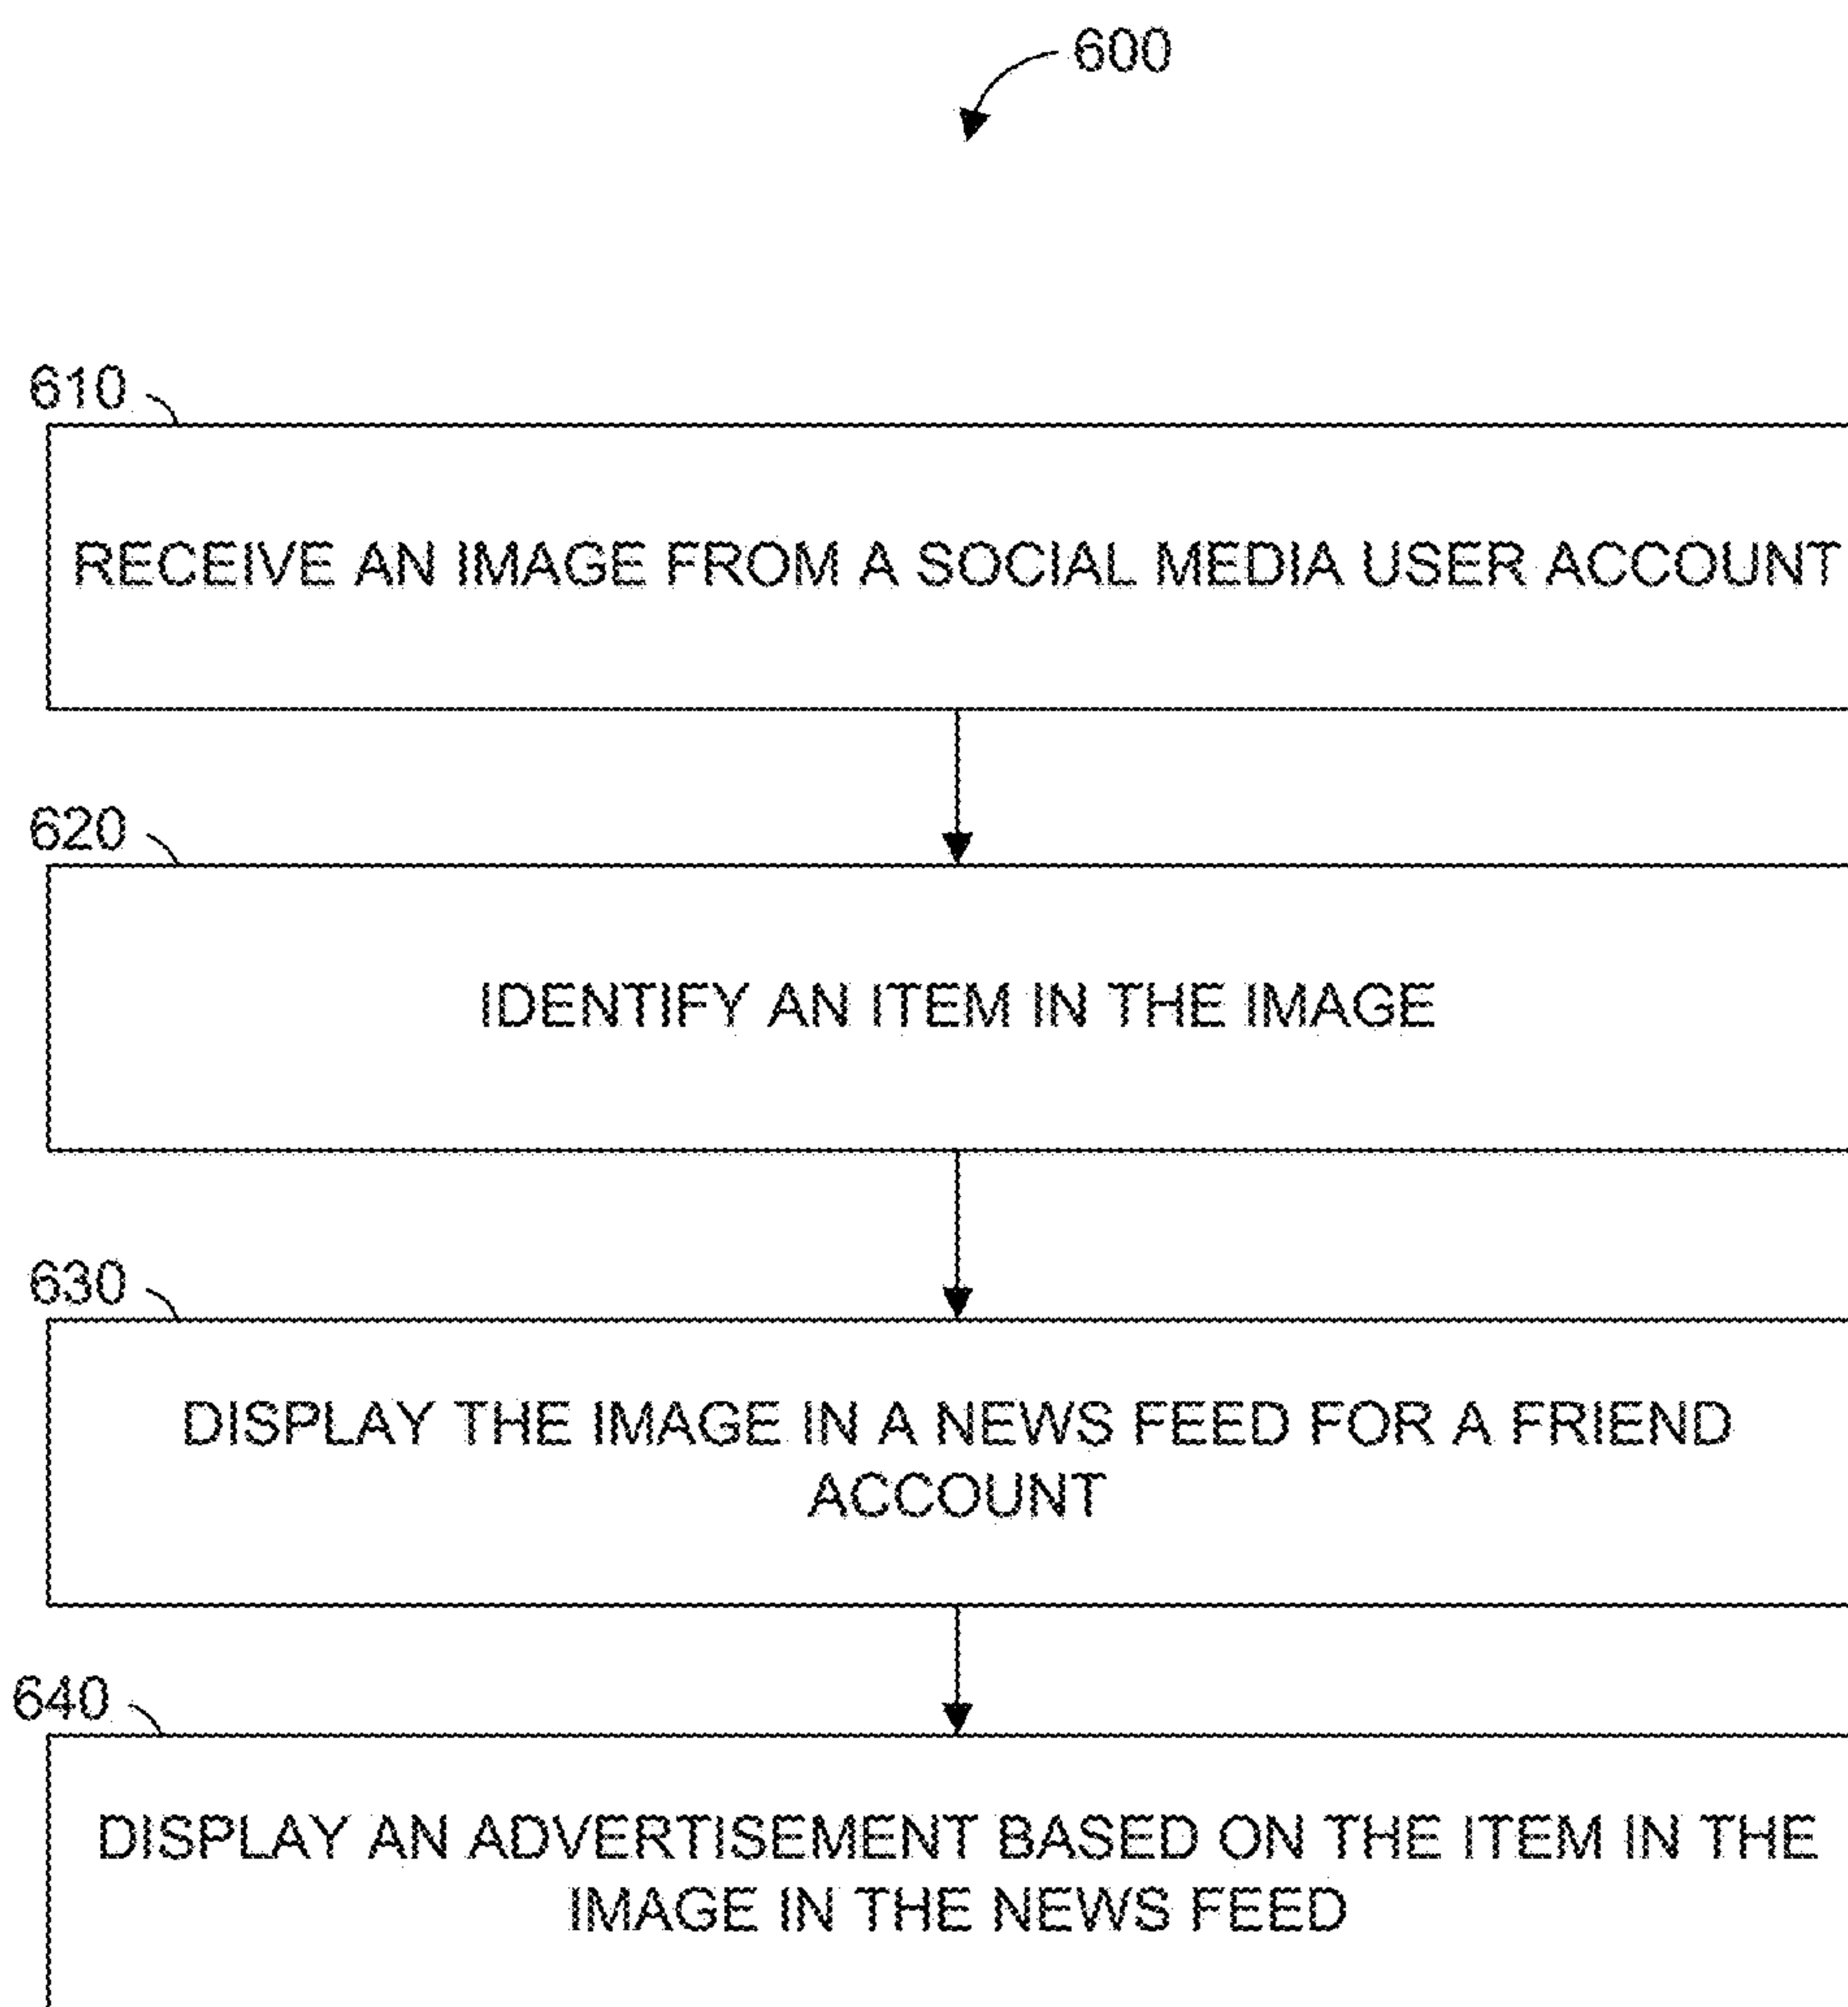 600
610
RECEIVE AN IMAGE FROM A SOCIAL MEDIA USER ACCOUNT
620
IDENTIFY AN ITEM IN THE IMAGE
630
DISPLAY THE IMAGE IN A NEWS FEED FOR A FRIEND
ACCOUNT
640
DISPLAY AN ADVERTISEMENT BASED ON THE ITEM IN THE
IMAGE IN THE NEWS FEED